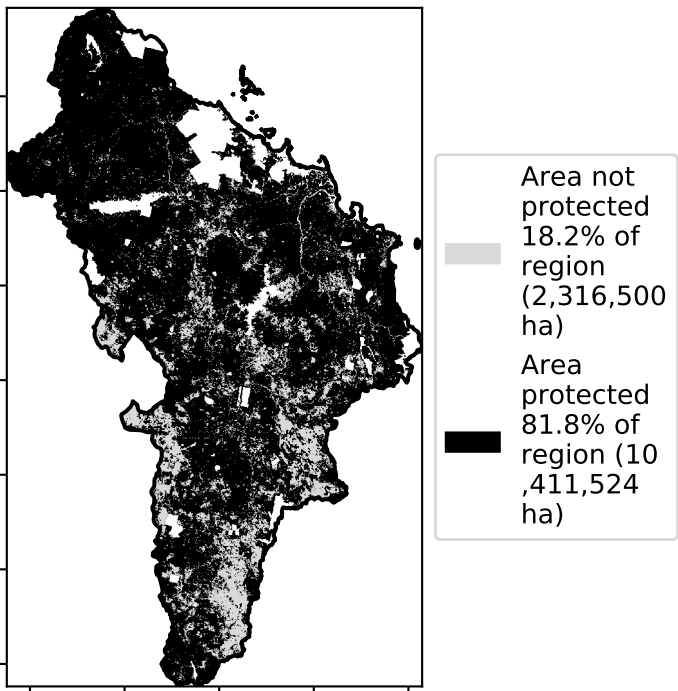 Area not
protected
18.2% of
region
(2,316,500
ha)
Area
protected
81.8% of
region (10
,411,524
ha)